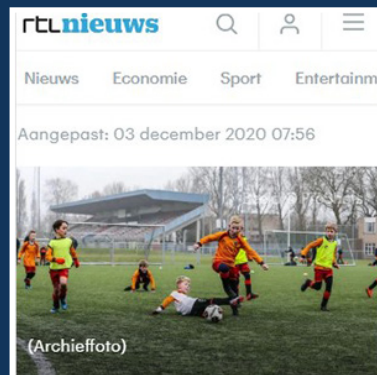 rtlnieuws
Nieuws Economie Sport Entertainm
Aangepast: 03 december 2020 07:56
(Archieffoto)